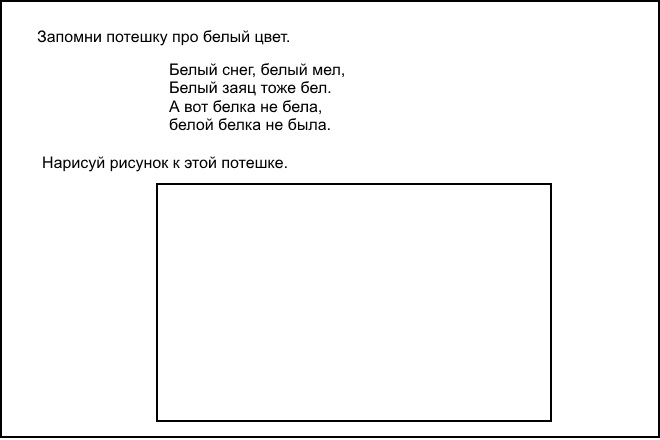 Запомни потешку про белый цвет.
Белый снег, белый мел,
Белый заяц тоже бел.
А вот белка не бела,
белой белка не была.
Нарисуй рисунок к этой потешке.